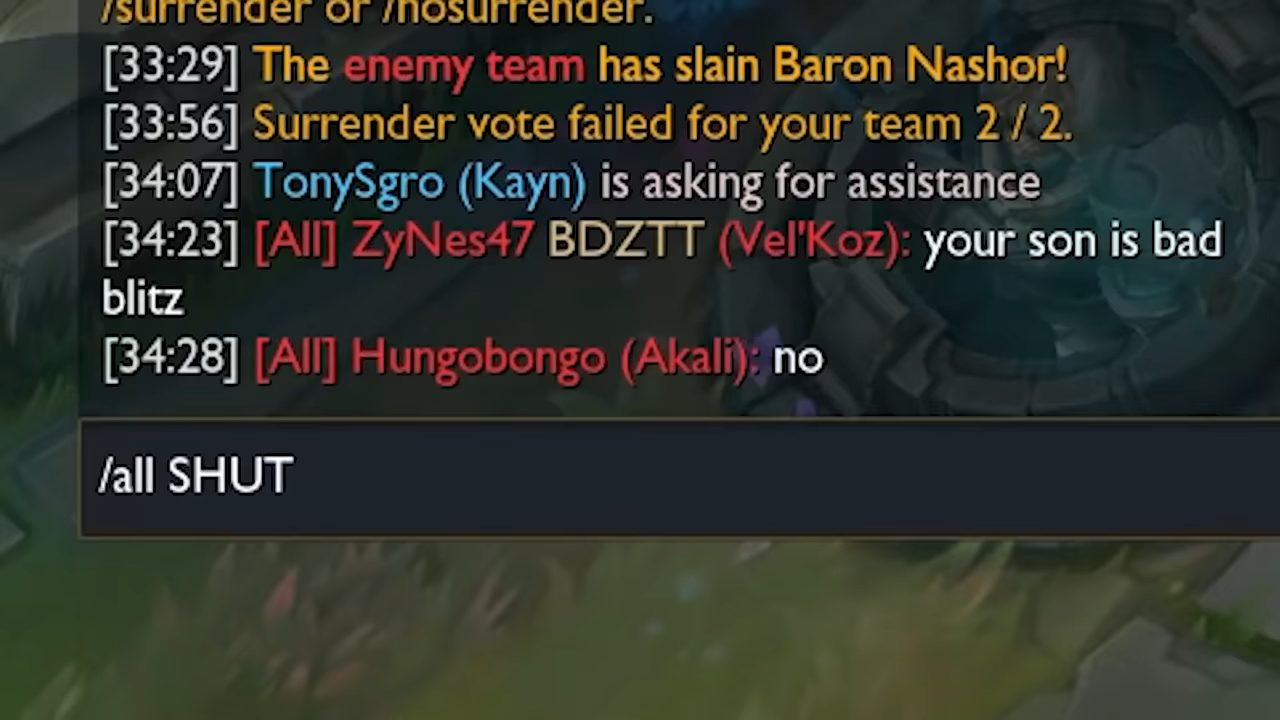 /surrender or /nosurrender.
[33:29] The enemy team has slain Baron Nashor!
[33:56] Surrender vote failed for your team 2 / 2.
[34:07] TonySgro (Kayn) is asking for assistance
[34:23] [All] ZyNes47 BDZTT (Vel'Koz): your son is bad
blitz
[34:28] [All] Hungobongo (Akali): no
/all SHUT